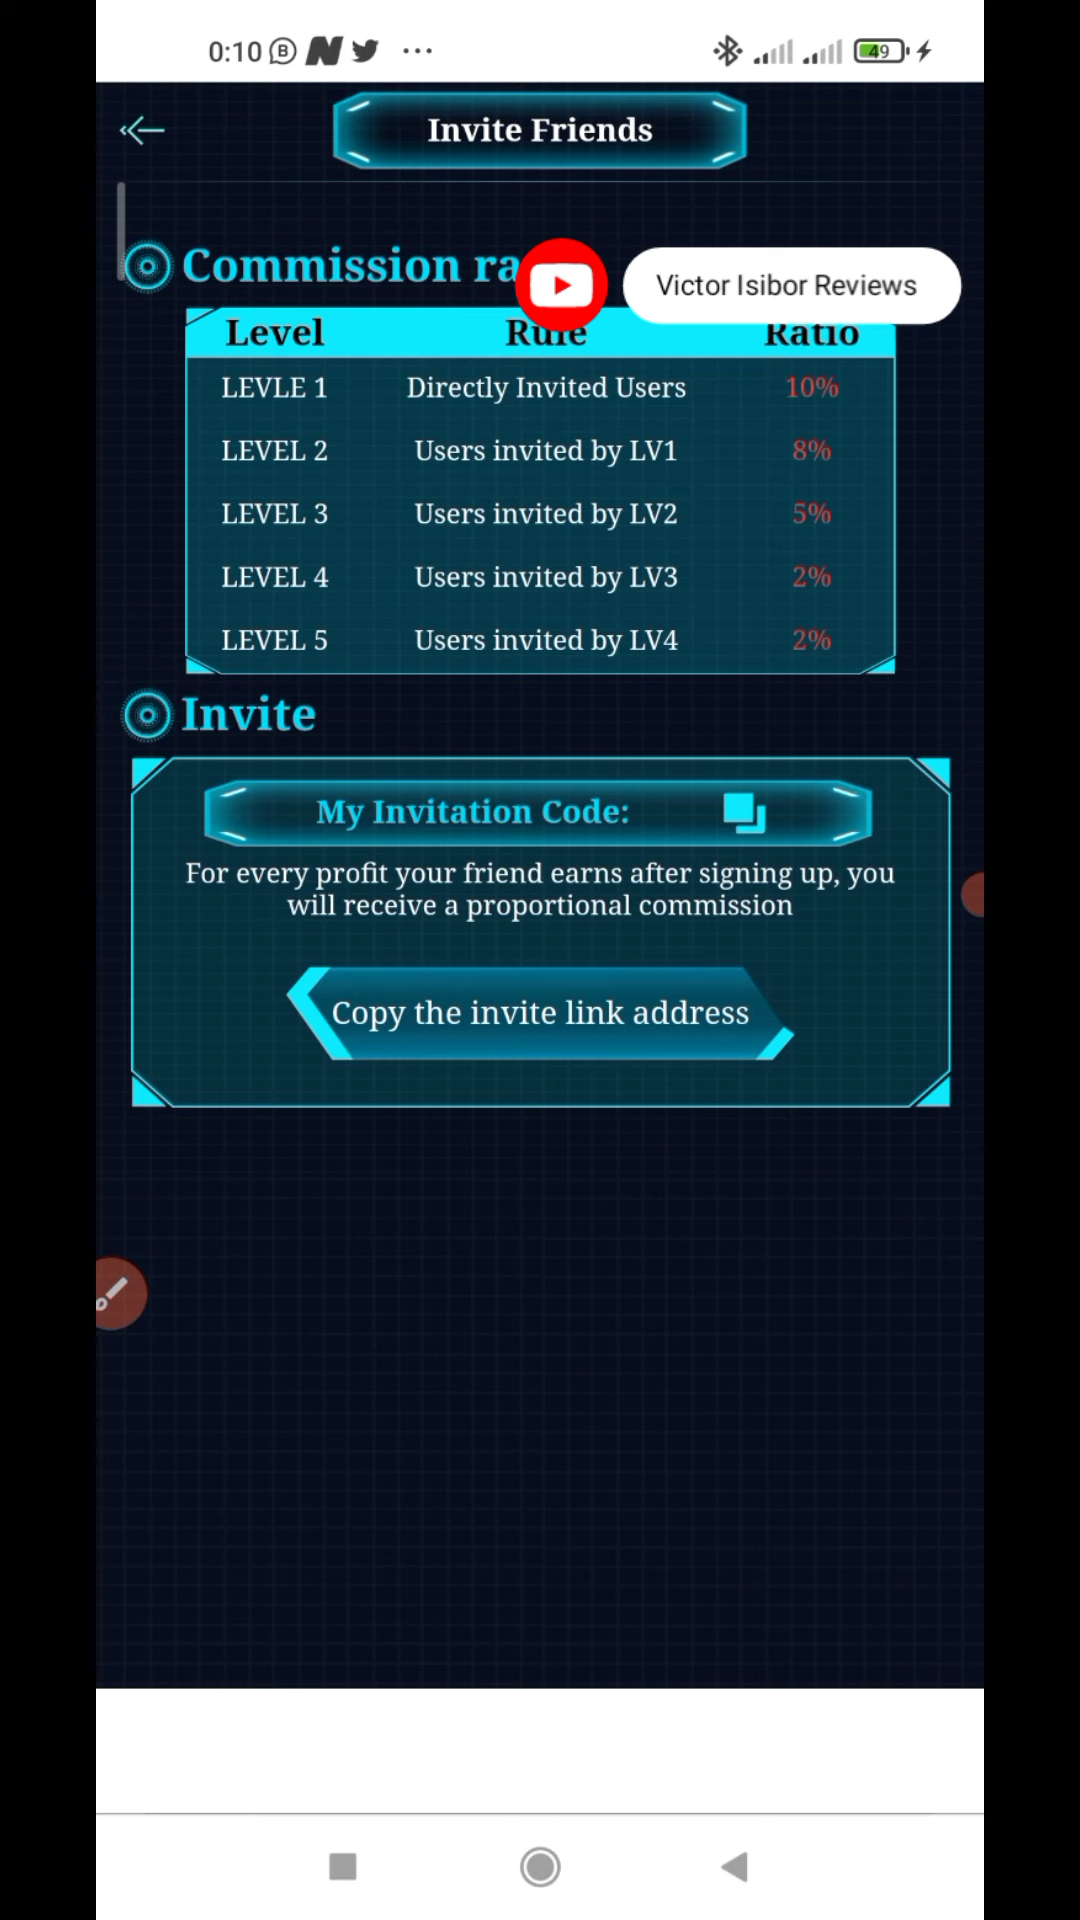 0:10
49
Invite Friends
Commission ra
Victor Isibor Reviews
Level Rule Ratio
LEVLE 1 Directly Invited Users 10%
LEVEL 2 Users invited by LV1 8%
LEVEL 3 Users invited by LV2 5%
LEVEL 4 Users invited by LV3 2%
LEVEL 5 Users invited by LV4 2%
Invite
My Invitation Code:
For every profit your friend earns after signing up, you
will receive a proportional commission
Copy the invite link address